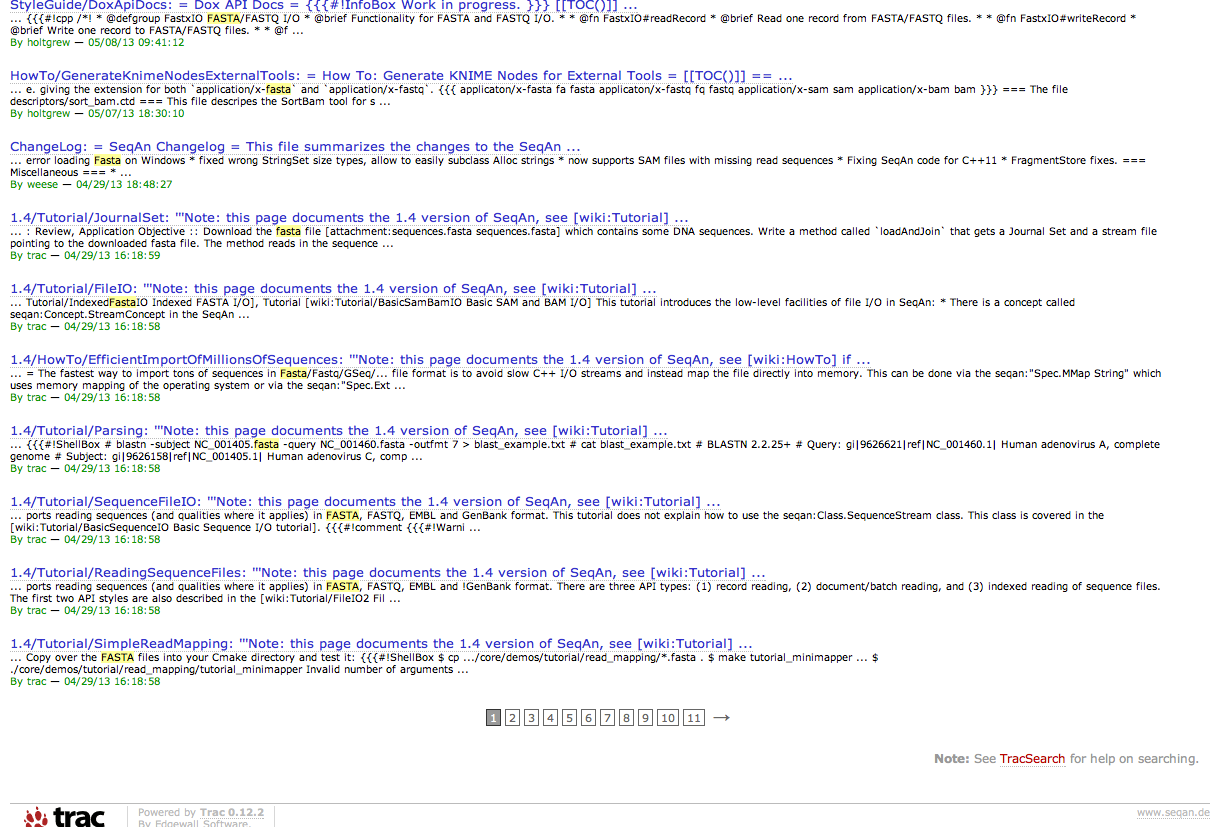 StyleGuide/DoxApiDocs: = Dox API Docs = {{{#!InfoBox Work in progress. }}} [[TOC()]] ...
... {{{#!cpp /*! * @defgroup FastxIO FASTA/FASTQ I/O * @brief Functionality for FASTA and FASTQ I/O. * * @fn FastxIO#readRecord * @brief Read one record from FASTA/FASTQ files. * * @fn FastxIO#writeRecord *
@brief Write one record to FASTA/FASTQ files. * * @f ...
By holtgrew — 05/08/13 09:41:12
HowTo/GenerateKnimeNodesExternalTools: = How To: Generate KNIME Nodes for External Tools = [[TOC()]] == ...
... e. giving the extension for both `application/x-fasta` and `application/x-fastq`. {{{ applicaton/x-fasta fa fasta applicaton/x-fastq fq fastq application/x-sam sam application/x-bam bam }}} === The file
descriptors/sort_bam.ctd === This file descripes the SortBam tool for s ...
By holtgrew — 05/07/13 18:30:10
ChangeLog: = SeqAn Changelog = This file summarizes the changes to the SeqAn ...
... error loading Fasta on Windows * fixed wrong StringSet size types, allow to easily subclass Alloc strings * now supports SAM files with missing read sequences * Fixing SeqAn code for C++11 * FragmentStore fixes. ===
Miscellaneous === * ...
By weese — 04/29/13 18:48:27
1.4/Tutorial/JournalSet: '''Note: this page documents the 1.4 version of SeqAn, see [wiki:Tutorial] ...
... : Review, Application Objective :: Download the fasta file [attachment:sequences.fasta sequences.fasta] which contains some DNA sequences. Write a method called `loadAndJoin` that gets a Journal Set and a stream file
pointing to the downloaded fasta file. The method reads in the sequence ...
By trac — 04/29/13 16:18:59
1.4/Tutorial/FileIO: '''Note: this page documents the 1.4 version of SeqAn, see [wiki:Tutorial] ...
... Tutorial/IndexedFastaIO Indexed FASTA I/O], Tutorial [wiki:Tutorial/BasicSamBamIO Basic SAM and BAM I/O] This tutorial introduces the low-level facilities of file I/O in SeqAn: * There is a concept called
seqan:Concept.StreamConcept in the SeqAn ...
By trac — 04/29/13 16:18:58
1.4/HowTo/EfficientImportOfMillionsOfSequences: '''Note: this page documents the 1.4 version of SeqAn, see [wiki:HowTo] if ...
... = The fastest way to import tons of sequences in Fasta/Fastq/GSeq/... file format is to avoid slow C++ I/O streams and instead map the file directly into memory. This can be done via the seqan:"Spec.MMap String" which
uses memory mapping of the operating system or via the seqan:"Spec.Ext ...
By trac — 04/29/13 16:18:58
1.4/Tutorial/Parsing: '''Note: this page documents the 1.4 version of SeqAn, see [wiki:Tutorial] ...
... {{{#!ShellBox # blastn -subject NC_001405.fasta -query NC_001460.fasta -outfmt 7 > blast_example.txt # cat blast_example.txt # BLASTN 2.2.25+ # Query: gi|9626621|ref|NC_001460.1| Human adenovirus A, complete
genome # Subject: gi|9626158|ref|NC_001405.1| Human adenovirus C, comp ...
By trac — 04/29/13 16:18:58
1.4/Tutorial/SequenceFileIO: '''Note: this page documents the 1.4 version of SeqAn, see [wiki:Tutorial] ...
... ports reading sequences (and qualities where it applies) in FASTA, FASTQ, EMBL and GenBank format. This tutorial does not explain how to use the seqan:Class.SequenceStream class. This class is covered in the
[wiki:Tutorial/BasicSequenceIO Basic Sequence I/O tutorial]. {{{#!comment {{{#!Warni ...
By trac — 04/29/13 16:18:58
1.4/Tutorial/ReadingSequenceFiles: '''Note: this page documents the 1.4 version of SeqAn, see [wiki:Tutorial] ...
... ports reading sequences (and qualities where it applies) in FASTA, FASTQ, EMBL and !GenBank format. There are three API types: (1) record reading, (2) document/batch reading, and (3) indexed reading of sequence files.
The first two API styles are also described in the [wiki:Tutorial/FileIO2 Fil ...
By trac — 04/29/13 16:18:58
1.4/Tutorial/SimpleReadMapping: '''Note: this page documents the 1.4 version of SeqAn, see [wiki:Tutorial] ...
... Copy over the FASTA files into your Cmake directory and test it: {{{#!ShellBox $ cp .../core/demos/tutorial/read_mapping/*.fasta . $ make tutorial_minimapper ... $
./core/demos/tutorial/read_mapping/tutorial_minimapper Invalid number of arguments ...
By trac — 04/29/13 16:18:58
1 2 3 4 5 6 7 8 9 10 11 →
Note: See TracSearch for help on searching.
trac
Powered by Trac 0.12.2
By Edgewall Software.
www.seqan.de